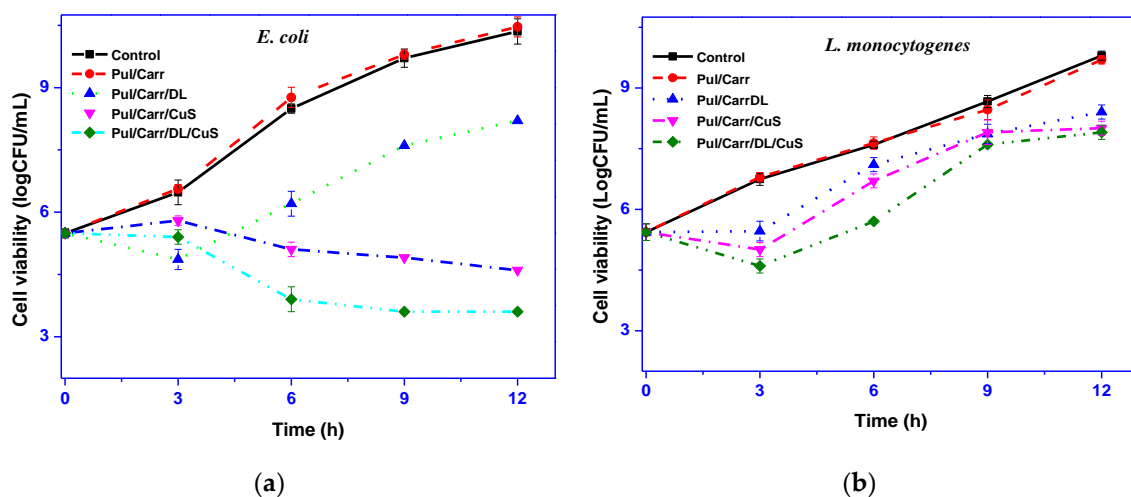 E. coli
Control
Pul/Carr
Pul/Carr/DL
Pul/Carr/CuS
Pul/Carr/DL/CuS
Cell viability (logCFU/mL)
9
6
3
0 3 6 9 12
Time (h)
(a)
L. monocytogenes
Control
Pul/Carr
Pul/CarrDL
Pul/Carr/CuS
Pul/Carr/DL/CuS
Cell viability (LogCFU/mL)
9
6
3
0 3 6 9 12
Time (h)
(b)